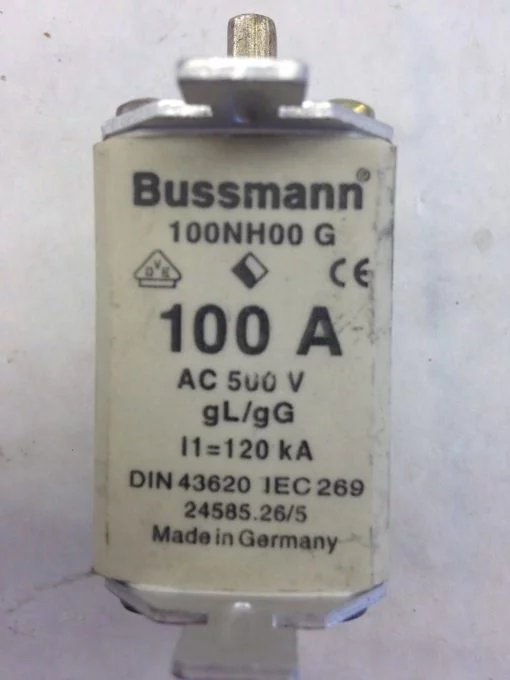 Bussmann®
100NH00 G
CE
100 A
AC 500 V
gL/gG
I1=120 kA
DIN 43620 IEC 269
24585.26/5
Made in Germany